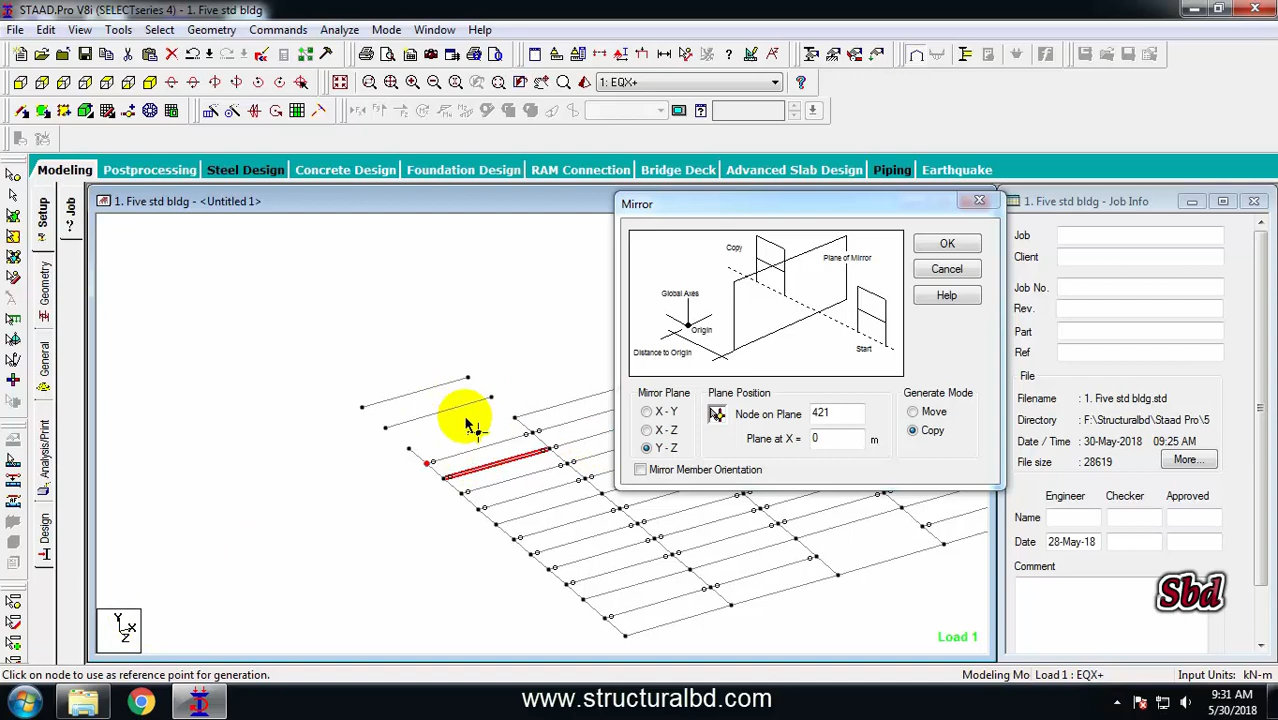 STAAD.Pro V8i (SELECTseries 4) - 1. Five std bldg
File Edit View Tools Select Geometry Commands Analyze Mode Window Help
1: EQX+
Modeling Postprocessing Steel Design Concrete Design Foundation Design RAM Connection Bridge Deck Advanced Slab Design Piping Earthquake
1. Five std bldg - <Untitled 1>
Setup
Geometry
General
Analysis/Print
Design
Job
Mirror
Copy
Plane of Mirror
Global Axes
Origin
Distance to Origin
Start
OK
Cancel
Help
Mirror Plane
X - Y
X - Z
Y - Z
Plane Position
Node on Plane 421
Plane at X = 0 m
Generate Mode
Move
Copy
Mirror Member Orientation
1. Five std bldg - Job Info
Job
Client
Job No.
Rev.
Part
Ref
File
Filename : 1. Five std bldg.std
Directory : F:\Structural\Staad Pro\5
Date / Time : 30-May-2018 09:25 AM
File size : 28619 More...
Engineer Checker Approved
Name
Date 28-May-18
Comment
Sbd
Y
X
Z
Load 1
Click on node to use as reference point for generation.
Modeling Mo
Load 1 : EQX+
Input Units: kN-m
www.structuralbd.com
9:31 AM
5/30/2018